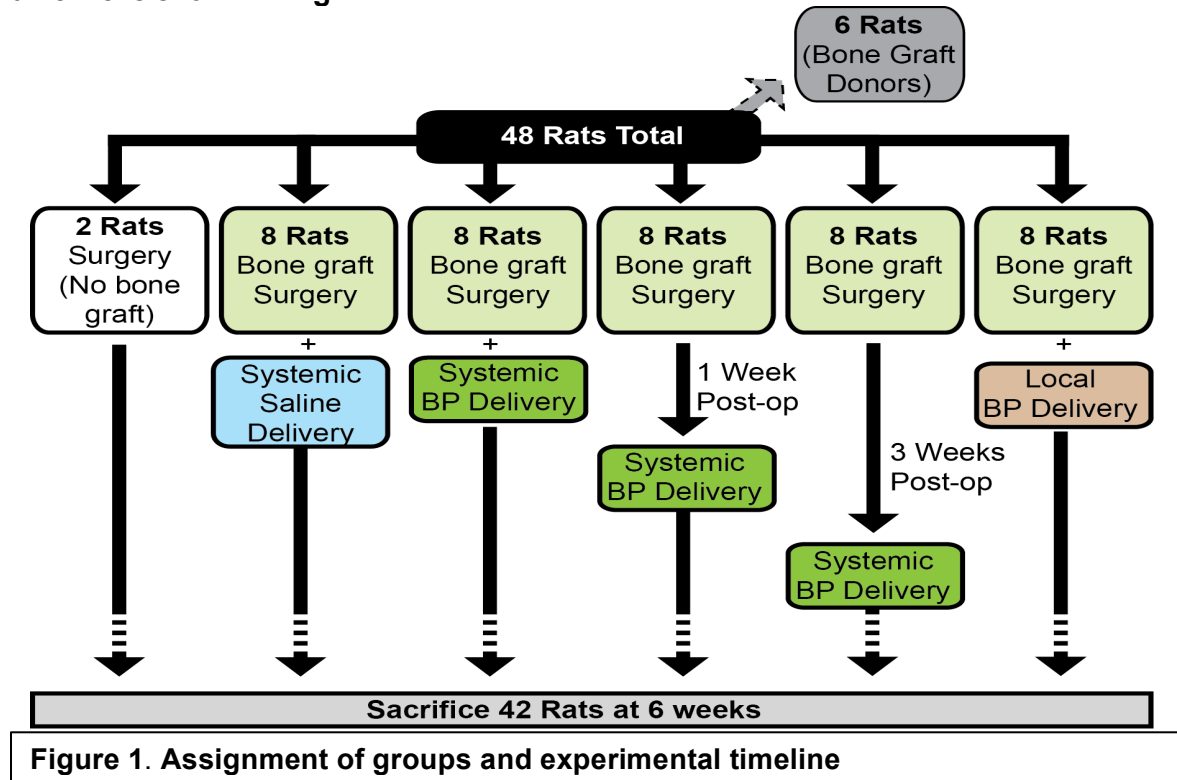 6 Rats
(Bone Graft
Donors)
48 Rats Total
2 Rats
Surgery
(No bone
graft)
8 Rats
Bone graft
Surgery
+
Systemic
Saline
Delivery
8 Rats
Bone graft
Surgery
+
Systemic
BP Delivery
8 Rats
Bone graft
Surgery
1 Week
Post-op
Systemic
BP Delivery
8 Rats
Bone graft
Surgery
3 Weeks
Post-op
Systemic
BP Delivery
8 Rats
Bone graft
Surgery
+
Local
BP Delivery
Sacrifice 42 Rats at 6 weeks
Figure 1. Assignment of groups and experimental timeline